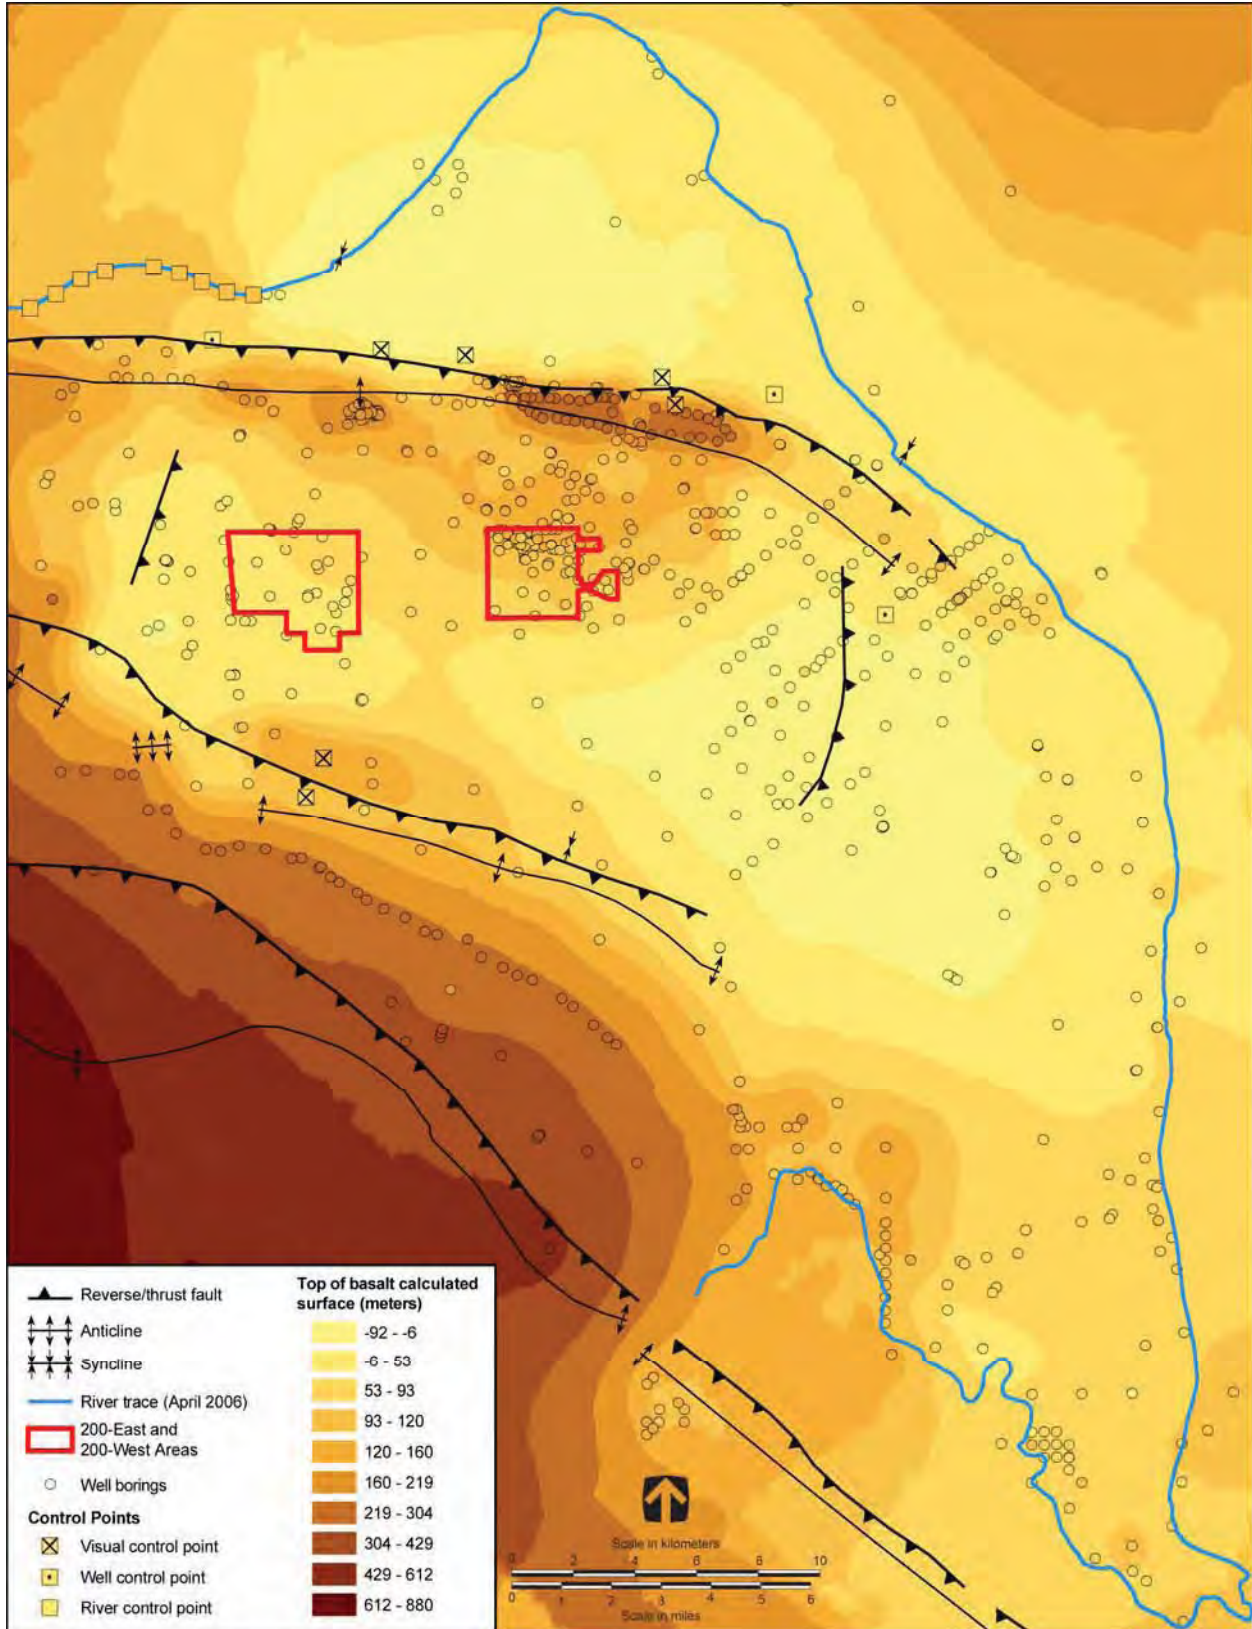 Reverse/thrust fault
Anticline
Syncline
River trace (April 2006)
200-East and
200-West Areas
Well borings
Control Points
Visual control point
Well control point
River control point
Top of basalt calculated
surface (meters)
-92 - -6
-6 - 53
53 - 93
93 - 120
120 - 160
160 - 219
219 - 304
304 - 429
429 - 612
612 - 880
Scale in kilometers
0 2 4 6 8 10
0 1 2 3 4 5 6
Scale in miles